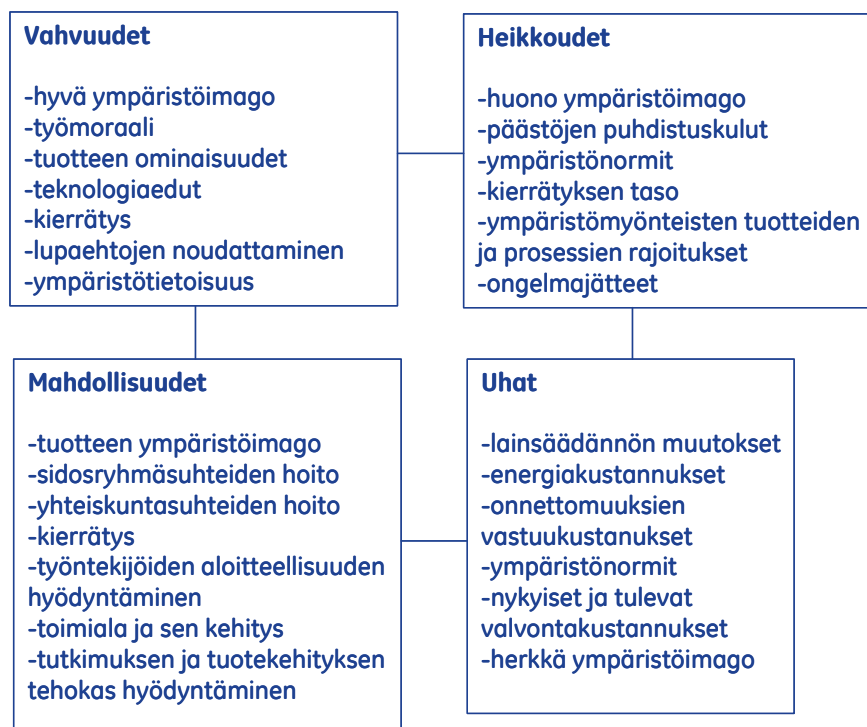 Vahvuudet
-hyvä ympäristöimago
-työmoraali
-tuotteen ominaisuudet
-teknologiaedut
-kierrätys
-lupaehtojen noudattaminen
-ympäristötietoisuus
Heikkoudet
-huono ympäristöimago
-päästöjen puhdistuskulut
-ympäristönormit
-kierrätyksen taso
-ympäristömyönteisten tuotteiden
ja prosessien rajoitukset
-ongelmajätteet
Mahdollisuudet
-tuotteen ympäristöimago
-sidosryhmäsuhteiden hoito
-yhteiskuntasuhteiden hoito
-kierrätys
-työntekijöiden aloitteellisuuden
hyödyntäminen
-toimiala ja sen kehitys
-tutkimuksen ja tuotekehityksen
tehokas hyödyntäminen
Uhat
-lainsäädännön muutokset
-energiakustannukset
-onnettomuuksien
vastuukustanukset
-ympäristönormit
-nykyiset ja tulevat
valvontakustannukset
-herkkä ympäristöimago